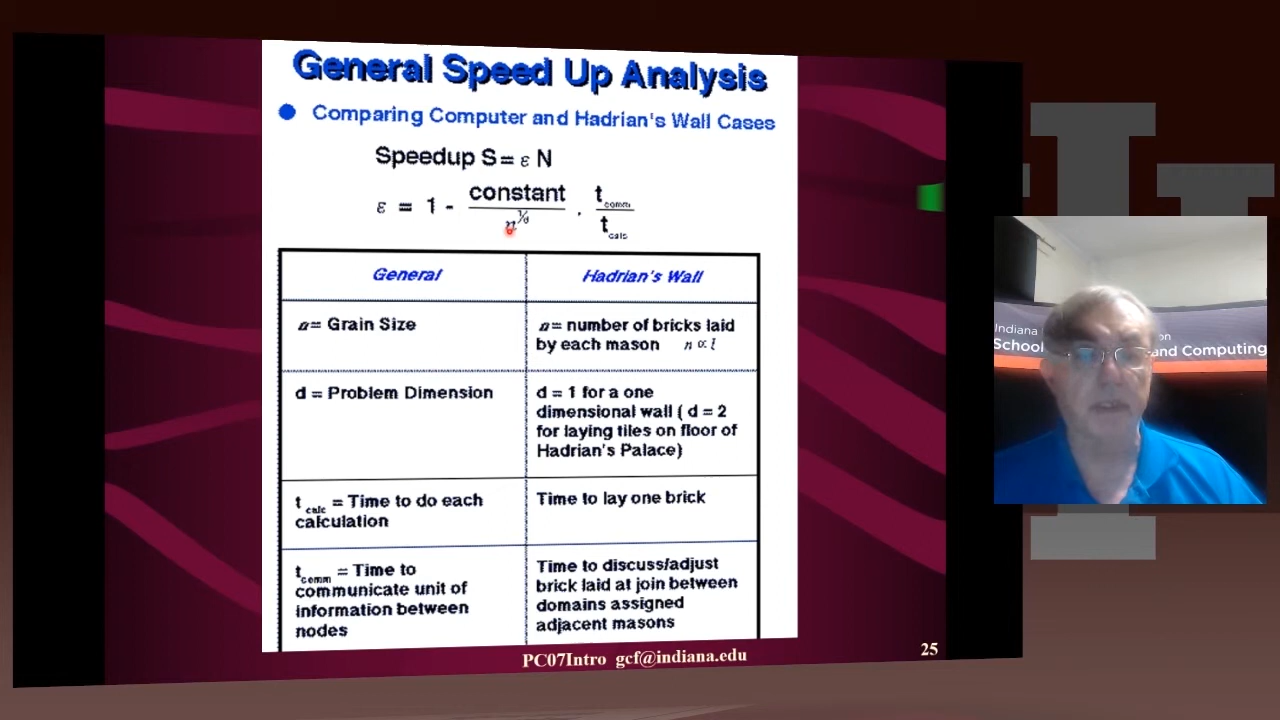 General Speed Up Analysis
Comparing Computer and Hadrian's Wall Cases
Speedup S = ε N
ε = 1 - constant / n^1/d . t comm / t calc
General
Hadrian's Wall
n= Grain Size
n= number of bricks laid
by each mason n ∝ l
d = Problem Dimension
d = 1 for a one
dimensional wall ( d = 2
for laying tiles on floor of
Hadrian's Palace)
t calc = Time to do each
calculation
Time to lay one brick
t comm = Time to
communicate unit of
information between
nodes
Time to discuss/adjust
brick laid at join between
domains assigned
adjacent masons
PC07Intro gcf@indiana.edu
25
Indiana
on
School
and Computing